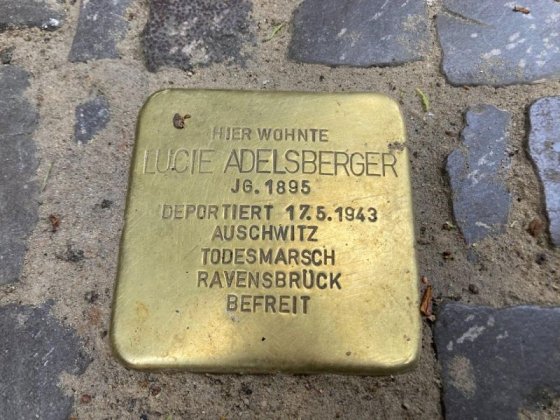 HIER WOHNTE
LUCIE ADELSBERGER
JG. 1895
DEPORTIERT 17.5.1943
AUSCHWITZ
TODESMARSCH
RAVENSBRÜCK
BEFREIT